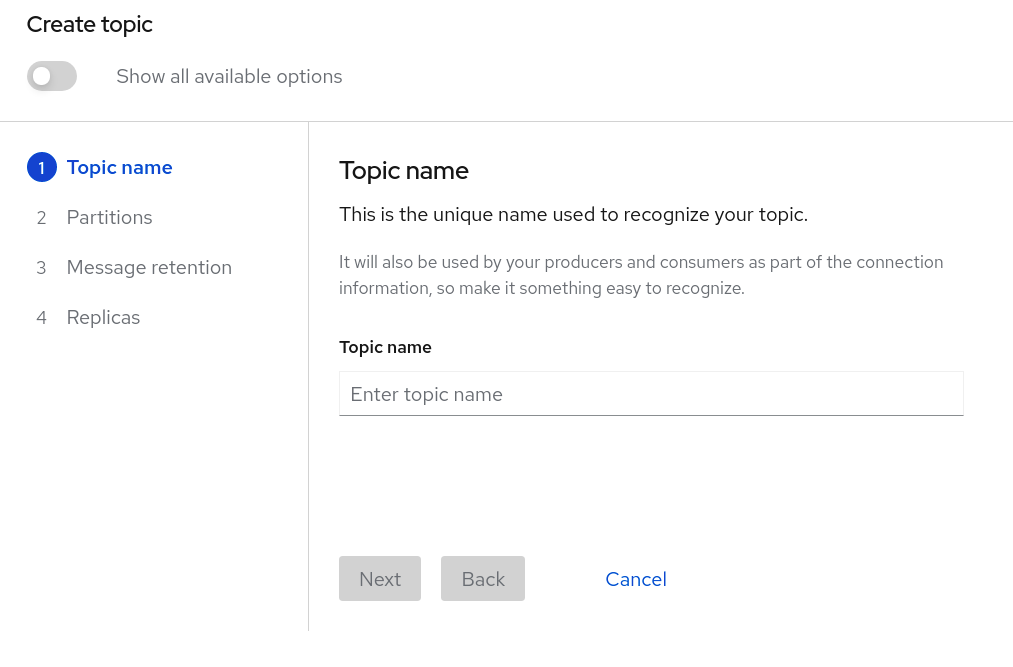 Create topic
Show all available options
1 Topic name
2 Partitions
3 Message retention
4 Replicas
Topic name
This is the unique name used to recognize your topic.
It will also be used by your producers and consumers as part of the connection
information, so make it something easy to recognize.
Topic name
Enter topic name
Next Back Cancel